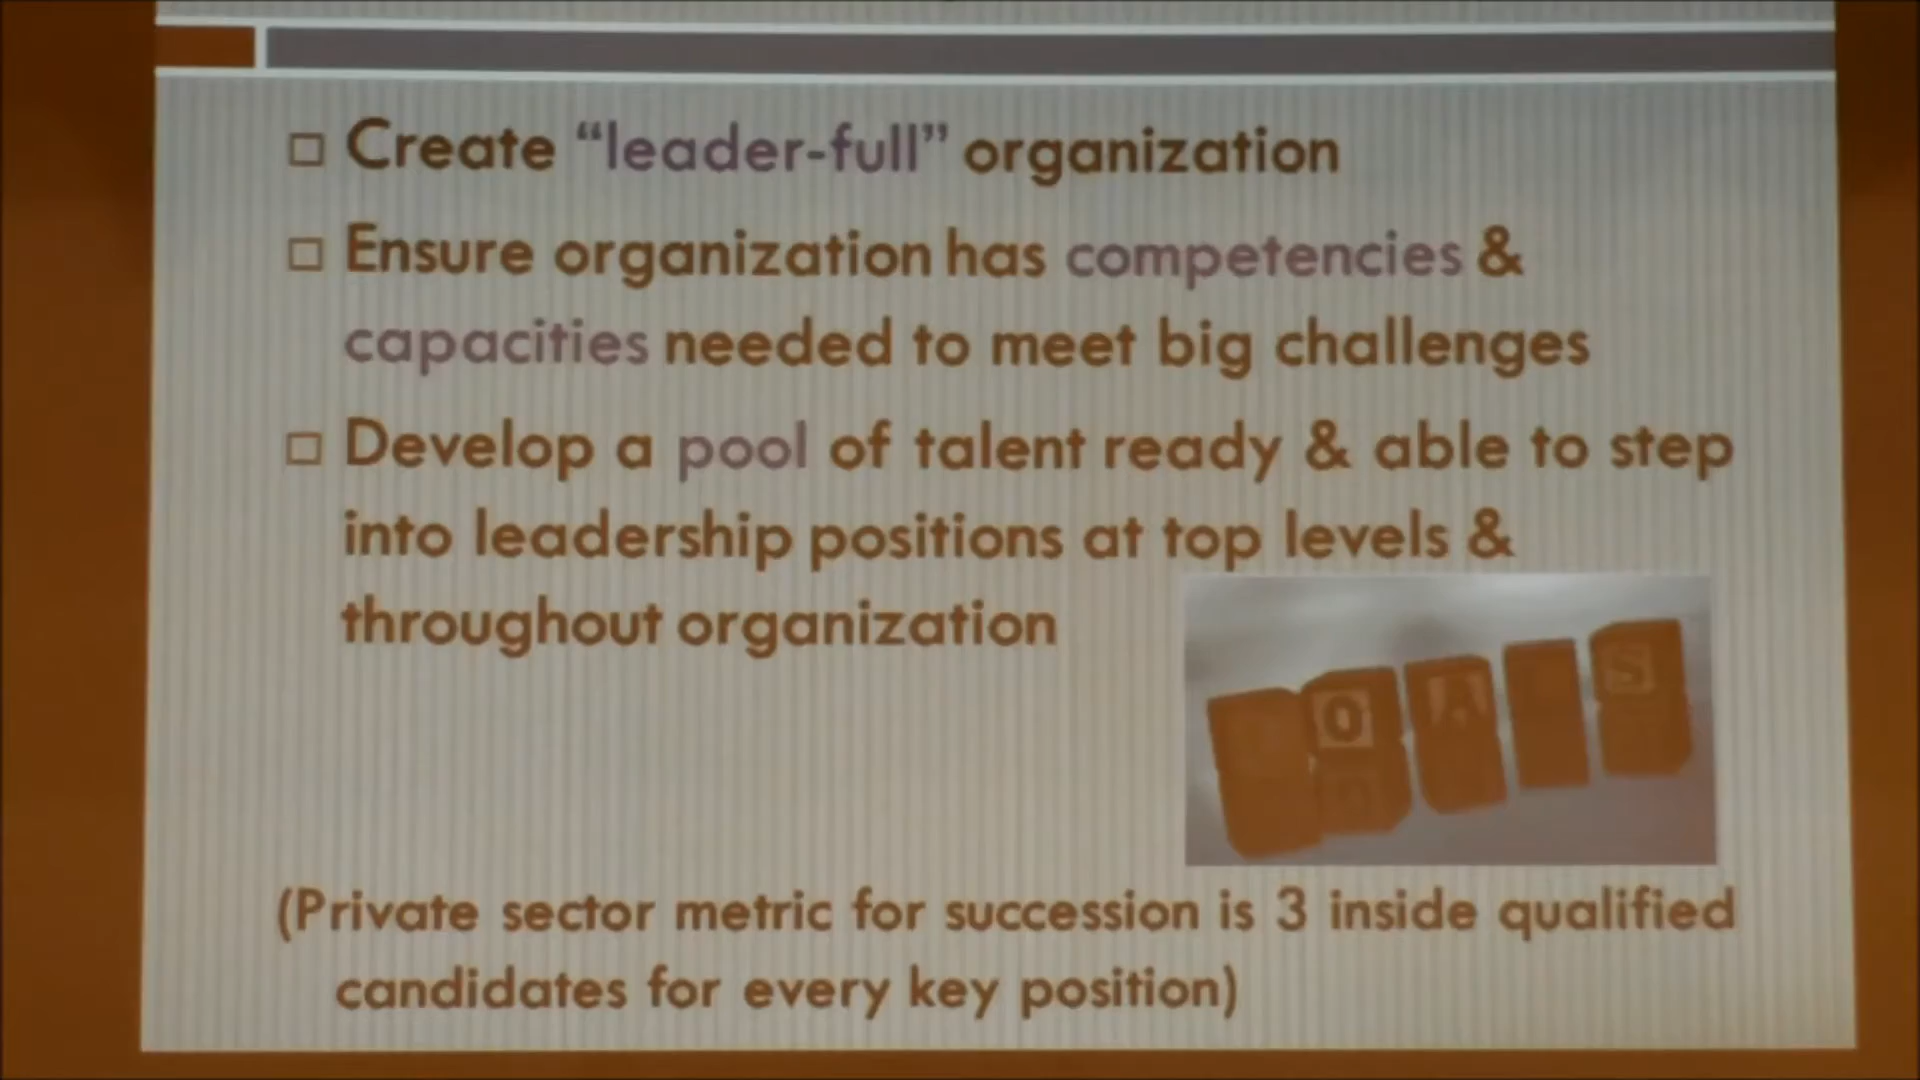 Create “leader-full” organization
Ensure organization has competencies &
capacities needed to meet big challenges
Develop a pool of talent ready & able to step
into leadership positions at top levels &
throughout organization
O A S
(Private sector metric for succession is 3 inside qualified
candidates for every key position)